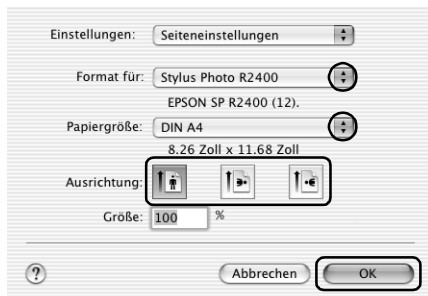 Einstellungen: Seiteneinstellungen
Format für: Stylus Photo R2400
EPSON SP R2400 (12).
Papiergröße: DIN A4
8.26 Zoll x 11.68 Zoll
Ausrichtung:
Größe: 100 %
? Abbrechen OK